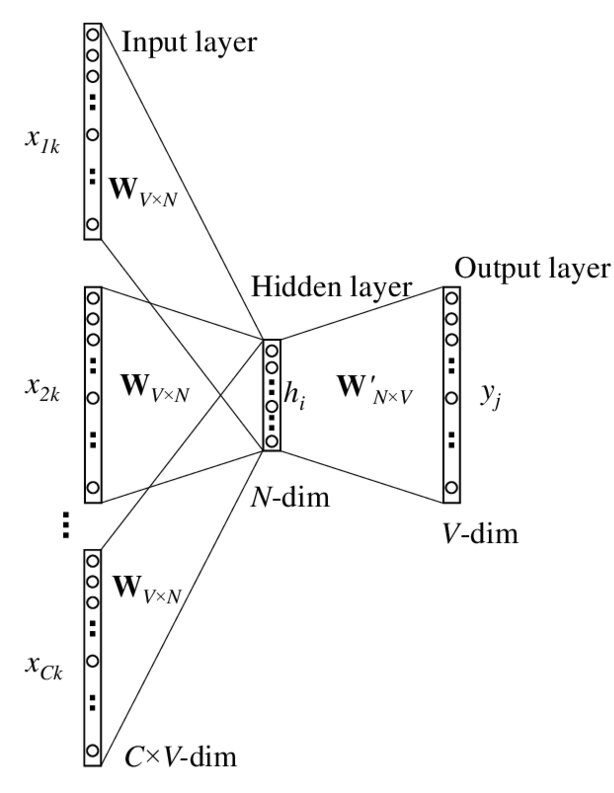 Input layer
x1k
WV×N
Hidden layer
Output layer
x2k
WV×N
hi
W'N×V
yj
N-dim
V-dim
WV×N
xCk
C×V-dim